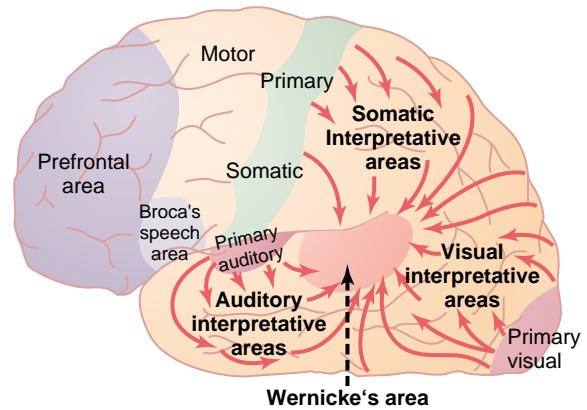 Motor
Primary
Somatic
Interpretative
areas
Prefrontal
area
Somatic
Broca's
speech
area
Primary
auditory
Visual
interpretative
areas
Auditory
interpretative
areas
Primary
visual
Wernicke‘s area